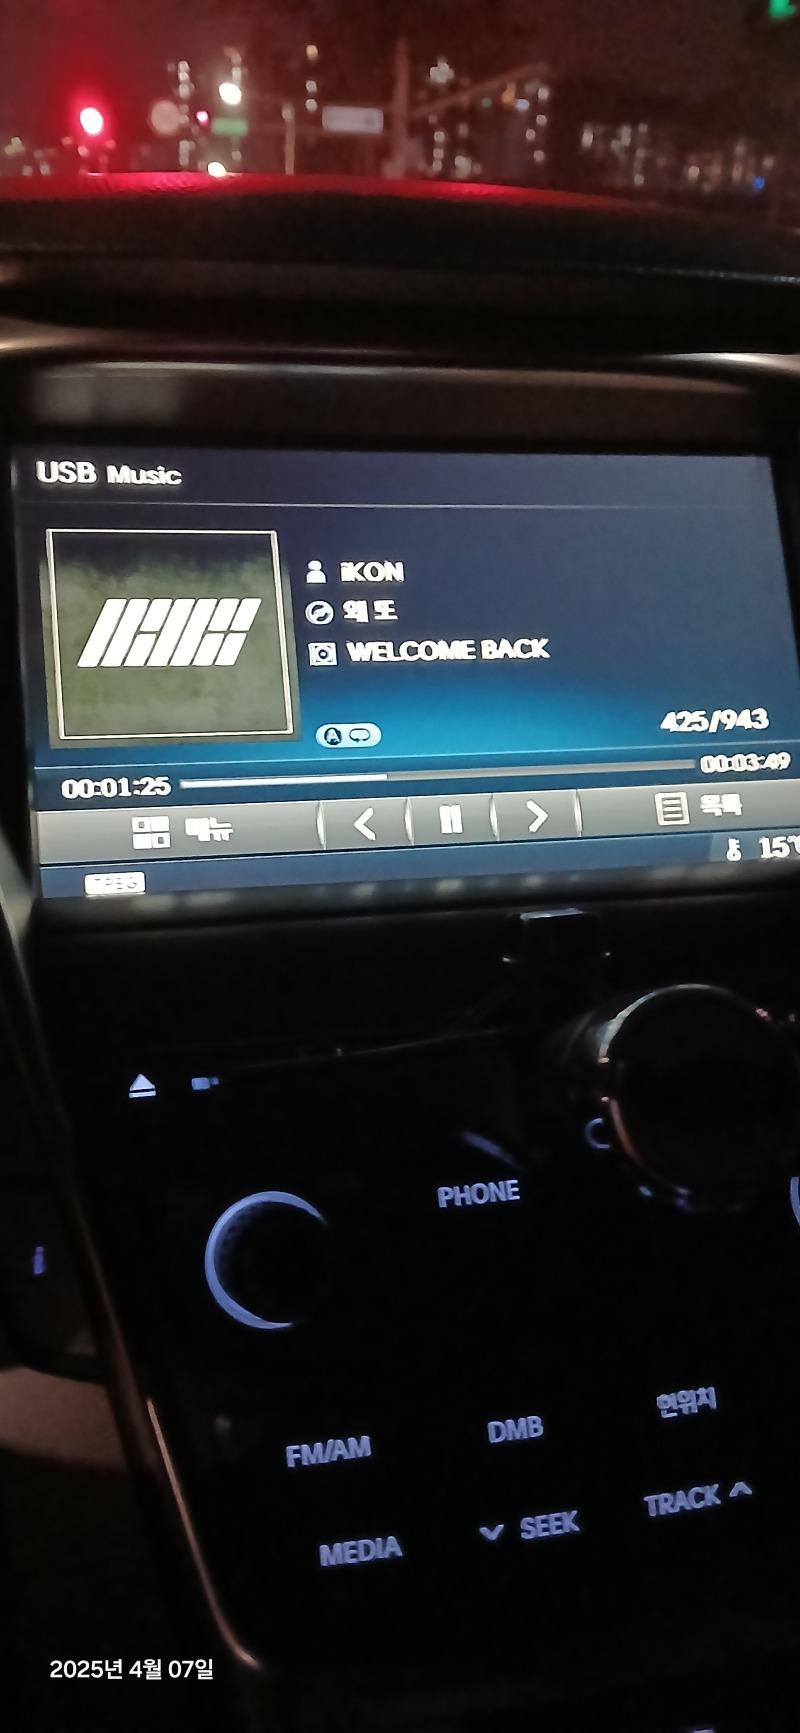 USB Music
iKON
왜 또
WELCOME BACK
A
425/943
00:01:25
00:03:49
메뉴
목록
15℃
TPEG
PHONE
FM/AM
DMB
현위치
MEDIA
SEEK
TRACK
2025년 4월 07일